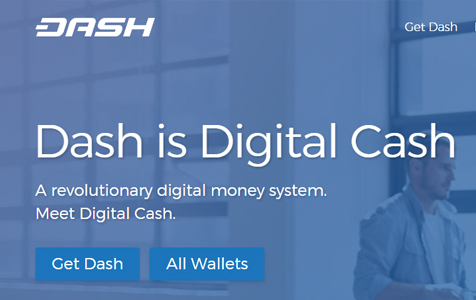 DASH
Get Dash
Dash is Digital Cash
A revolutionary digital money system.
Meet Digital Cash.
Get Dash
All Wallets